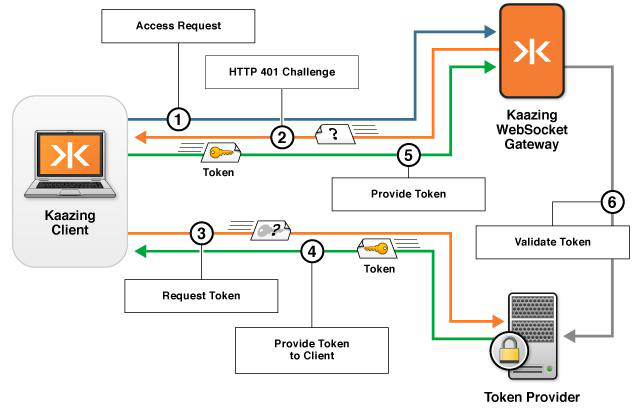 Access Request
HTTP 401 Challenge
1
2
?
Kaazing
WebSocket
Gateway
Token
5
Provide Token
Kaazing
Client
6
Validate Token
3
?
4
Token
Request Token
Provide Token
to Client
Token Provider